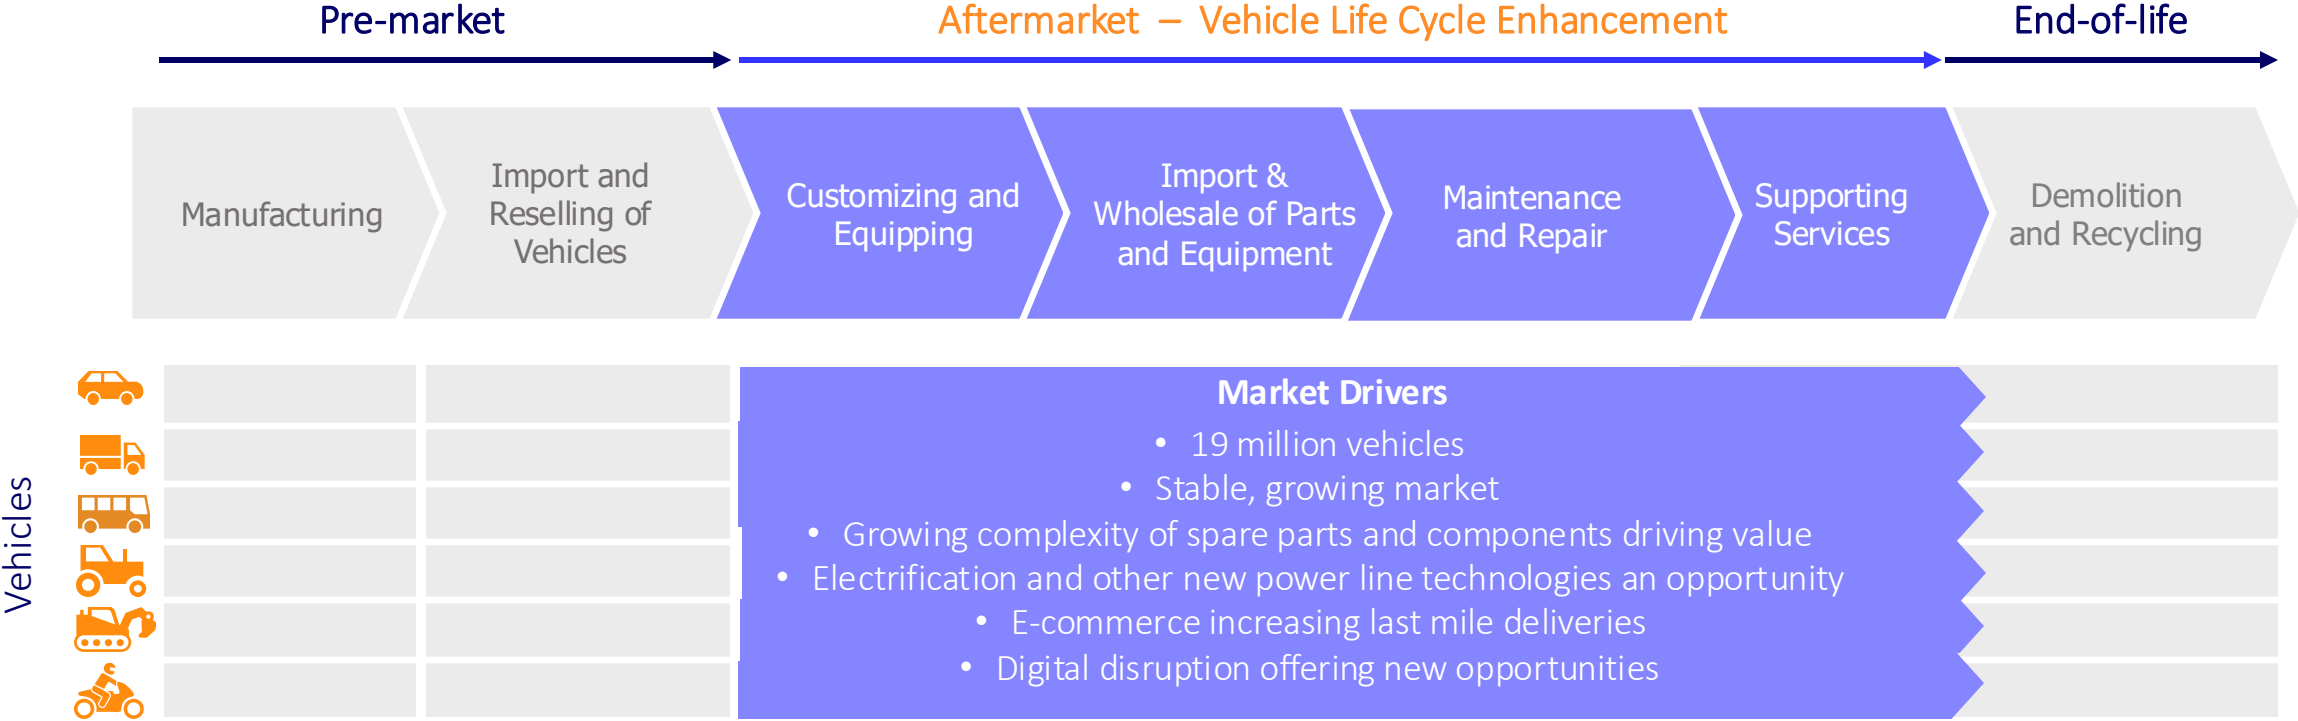 Pre-market
Aftermarket – Vehicle Life Cycle Enhancement
End-of-life
Manufacturing
Import and
Reselling of
Vehicles
Customizing and
Equipping
Import &
Wholesale of Parts
and Equipment
Maintenance
and Repair
Supporting
Services
Demolition
and Recycling
Vehicles
Market Drivers
• 19 million vehicles
• Stable, growing market
• Growing complexity of spare parts and components driving value
• Electrification and other new power line technologies an opportunity
• E-commerce increasing last mile deliveries
• Digital disruption offering new opportunities